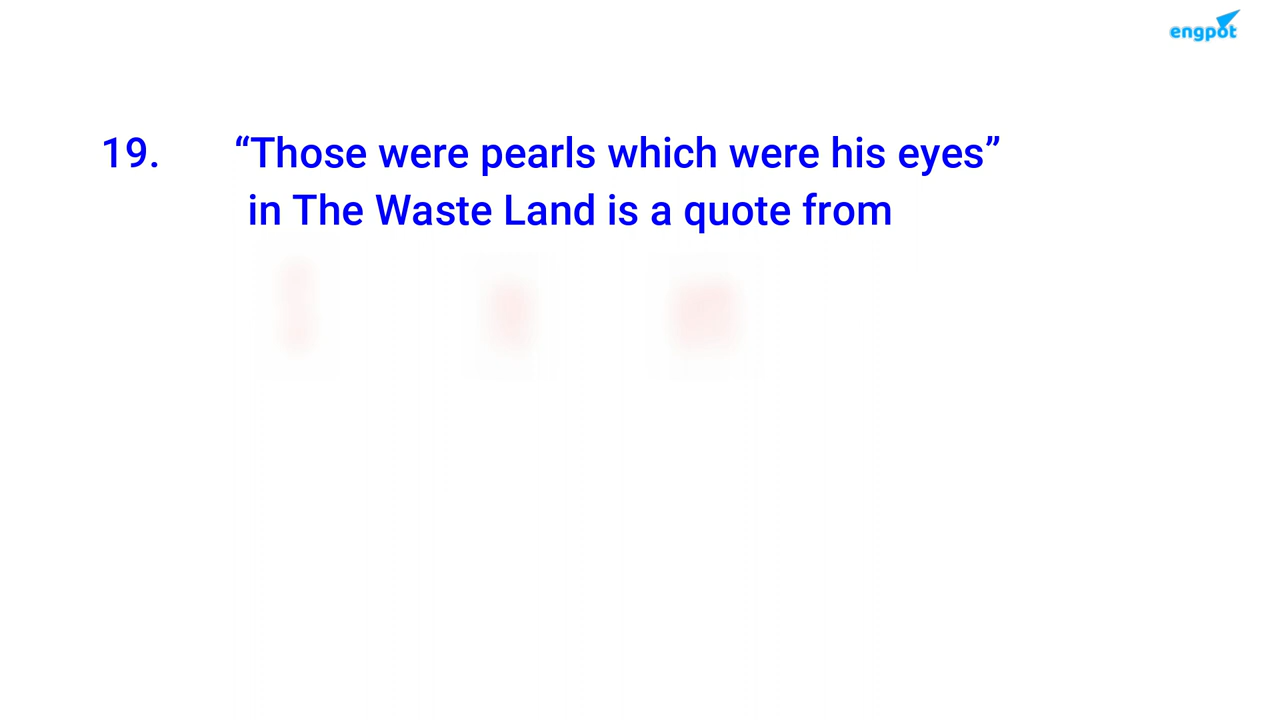 engpot
19. “Those were pearls which were his eyes”
in The Waste Land is a quote from